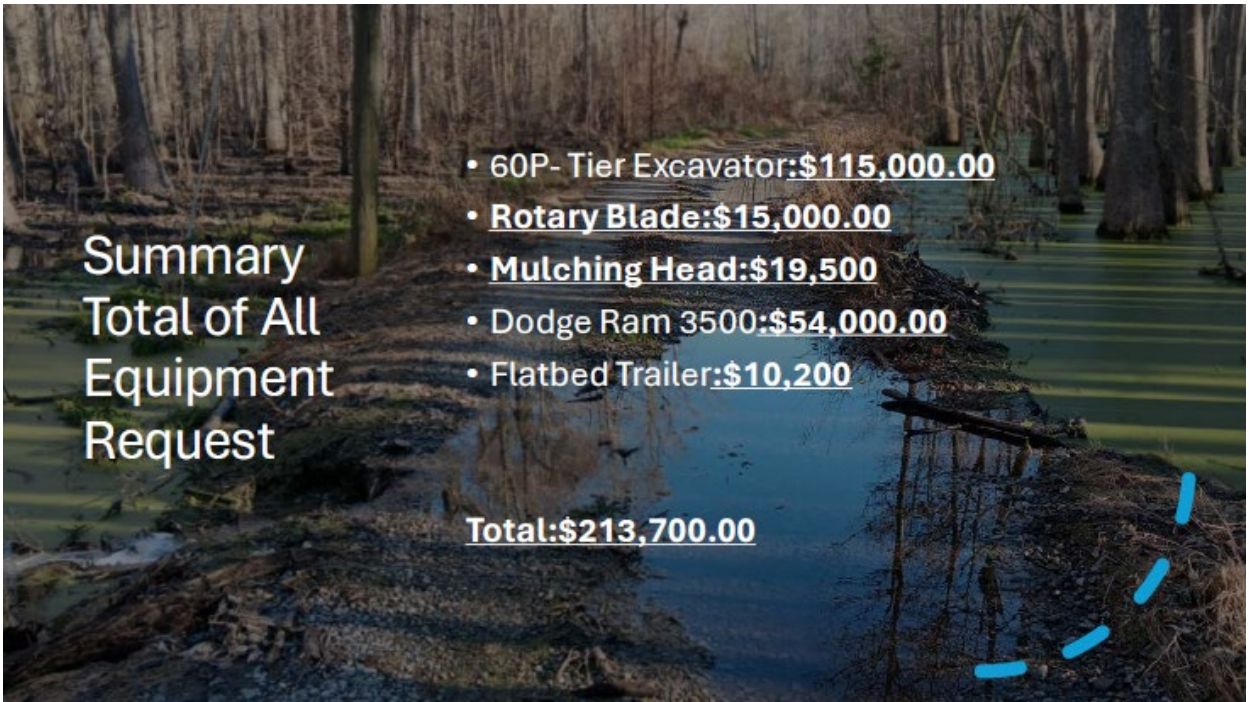 Summary
Total of All
Equipment
Request
• 60P- Tier Excavator:$115,000.00
• Rotary Blade:$15,000.00
• Mulching Head:$19,500
• Dodge Ram 3500:$54,000.00
• Flatbed Trailer:$10,200
Total:$213,700.00